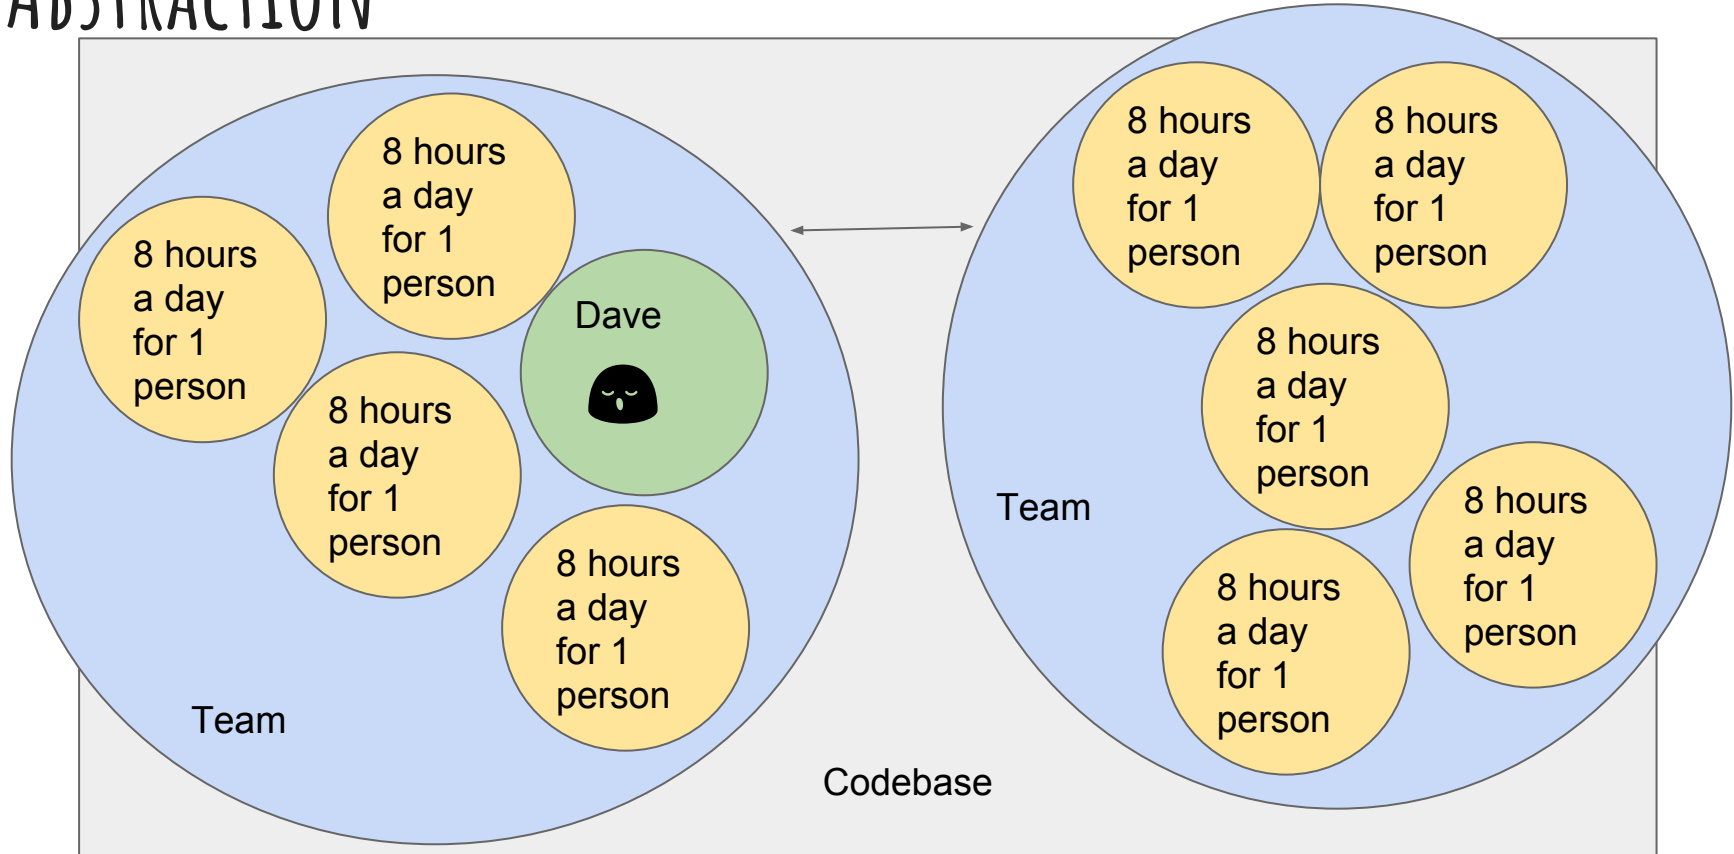 ABSTRACTION
8 hours
a day
for 1
person
8 hours
a day
for 1
person
Dave
8 hours
a day
for 1
person
8 hours
a day
for 1
person
Team
8 hours
a day
for 1
person
8 hours
a day
for 1
person
8 hours
a day
for 1
person
Team
8 hours
a day
for 1
person
8 hours
a day
for 1
person
Codebase